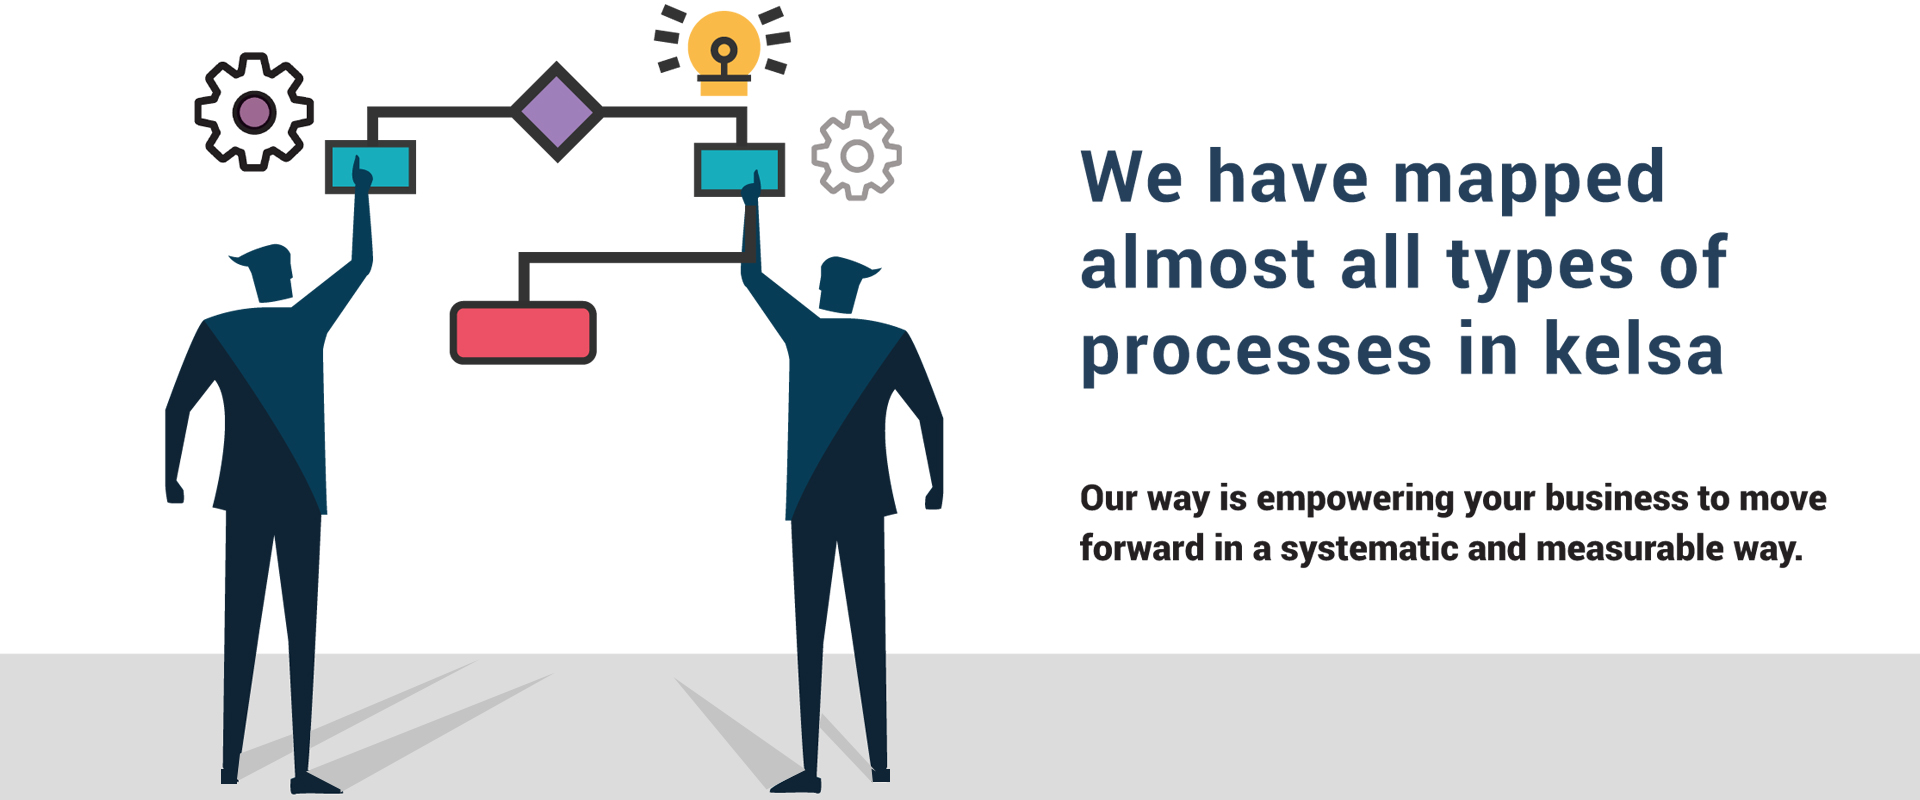 We have mapped
almost all types of
processes in kelsa
Our way is empowering your business to move
forward in a systematic and measurable way.